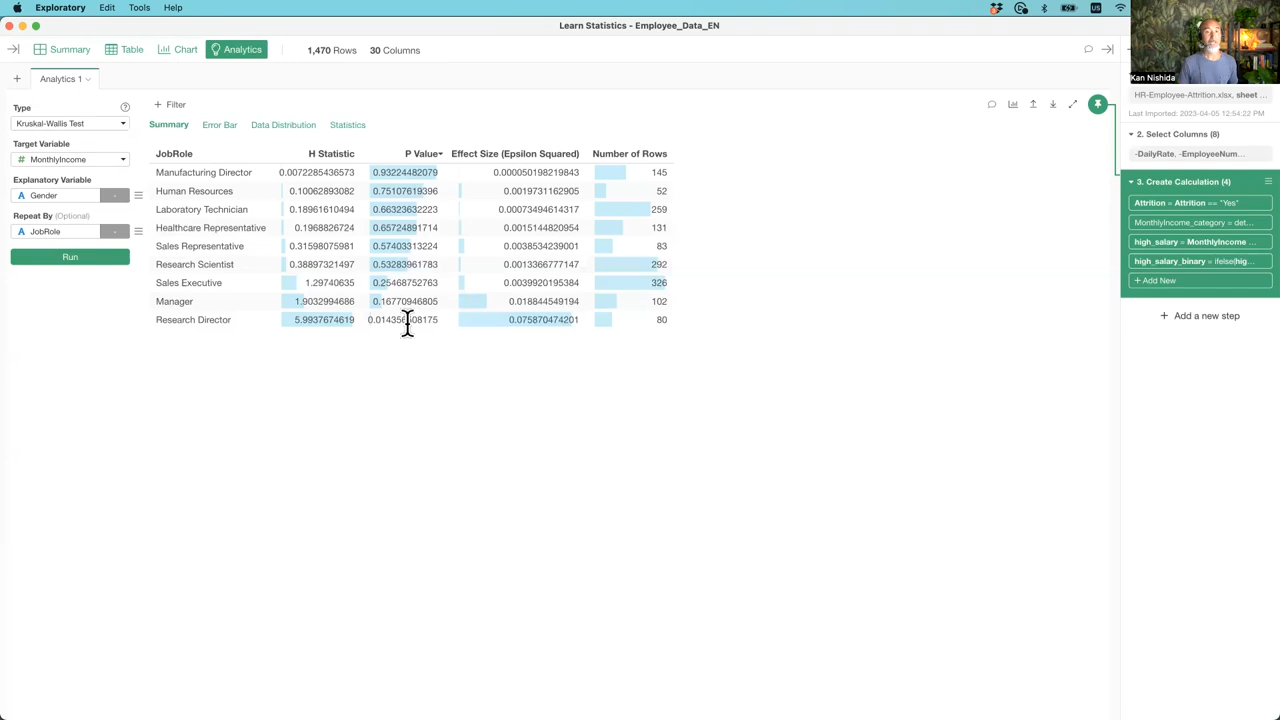 Exploratory Edit Tools Help US
Learn Statistics - Employee_Data_EN
Summary Table Chart Analytics 1,470 Rows 30 Columns
Kan Nishida
Analytics 1
HR-Employee-Attrition.xlsx, sheet ...
Last Imported: 2023-04-05 12:54:22 PM
2. Select Columns (8)
-DailyRate, -EmployeeNum...
3. Create Calculation (4)
Attrition = Attrition == "Yes"
MonthlyIncome_category = det...
high_salary = MonthlyIncome ...
high_salary_binary = ifelse(hig...
+ Add New
+ Add a new step
Type
Kruskal-Wallis Test
Target Variable
# MonthlyIncome
Explanatory Variable
A Gender -
Repeat By (Optional)
A JobRole -
Run
+ Filter
Summary Error Bar Data Distribution Statistics
JobRole H Statistic P Value Effect Size (Epsilon Squared) Number of Rows
Manufacturing Director 0.0072285436573 0.93224482079 0.000050198219843 145
Human Resources 0.10062893082 0.75107619396 0.0019731162905 52
Laboratory Technician 0.18961610494 0.66323632223 0.00073494614317 259
Healthcare Representative 0.1968826724 0.65724891714 0.0015144820954 131
Sales Representative 0.31598075981 0.57403313224 0.0038534239001 83
Research Scientist 0.38897321497 0.53283961783 0.0013366777147 292
Sales Executive 1.29740635 0.25468752763 0.0039920195384 326
Manager 1.9032994686 0.16770946805 0.018844549194 102
Research Director 5.9937674619 0.075870474201 80